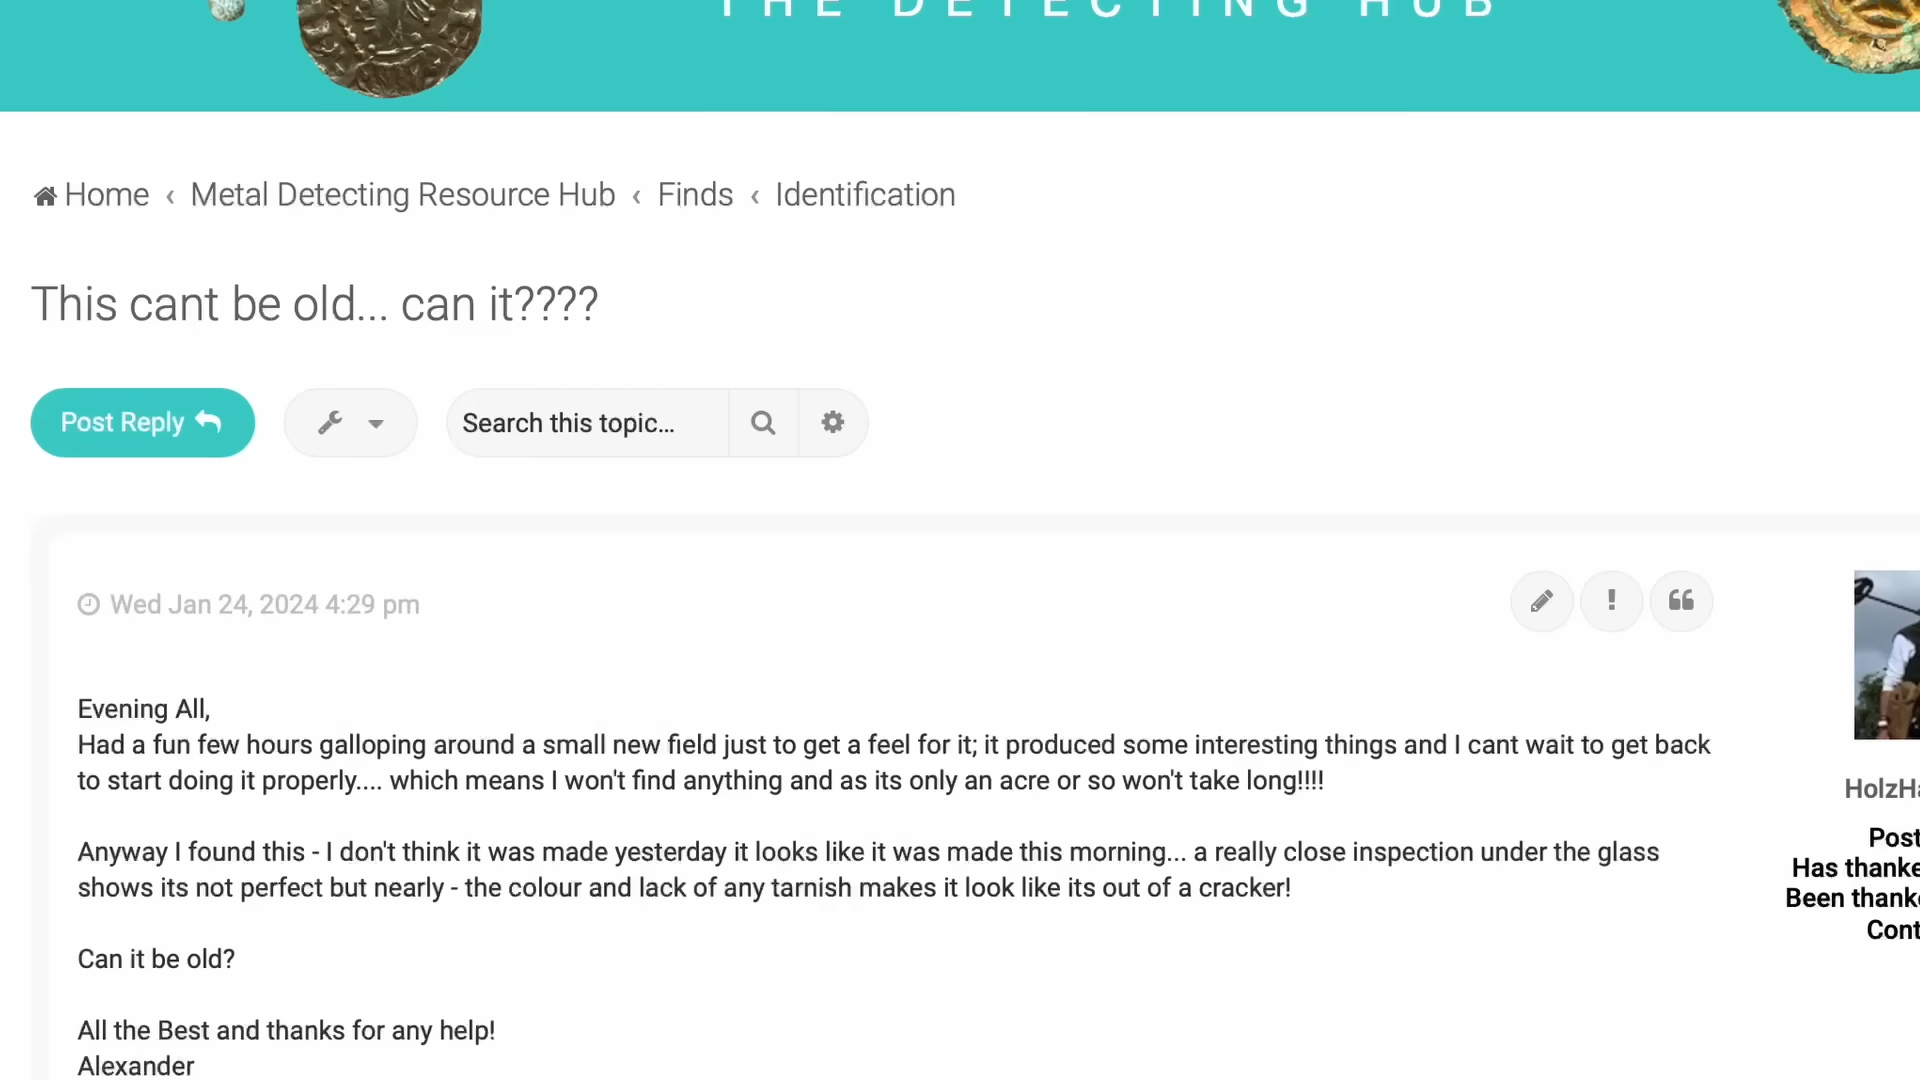 THE DETECTING HUB
Home ‹ Metal Detecting Resource Hub ‹ Finds ‹ Identification
This cant be old... can it????
Post Reply
Search this topic...
Wed Jan 24, 2024 4:29 pm
Evening All,
Had a fun few hours galloping around a small new field just to get a feel for it; it produced some interesting things and I cant wait to get back
to start doing it properly.... which means I won't find anything and as its only an acre or so won't take long!!!!
Anyway I found this - I don't think it was made yesterday it looks like it was made this morning... a really close inspection under the glass
shows its not perfect but nearly - the colour and lack of any tarnish makes it look like its out of a cracker!
Can it be old?
All the Best and thanks for any help!
Alexander
Post
Has
Been